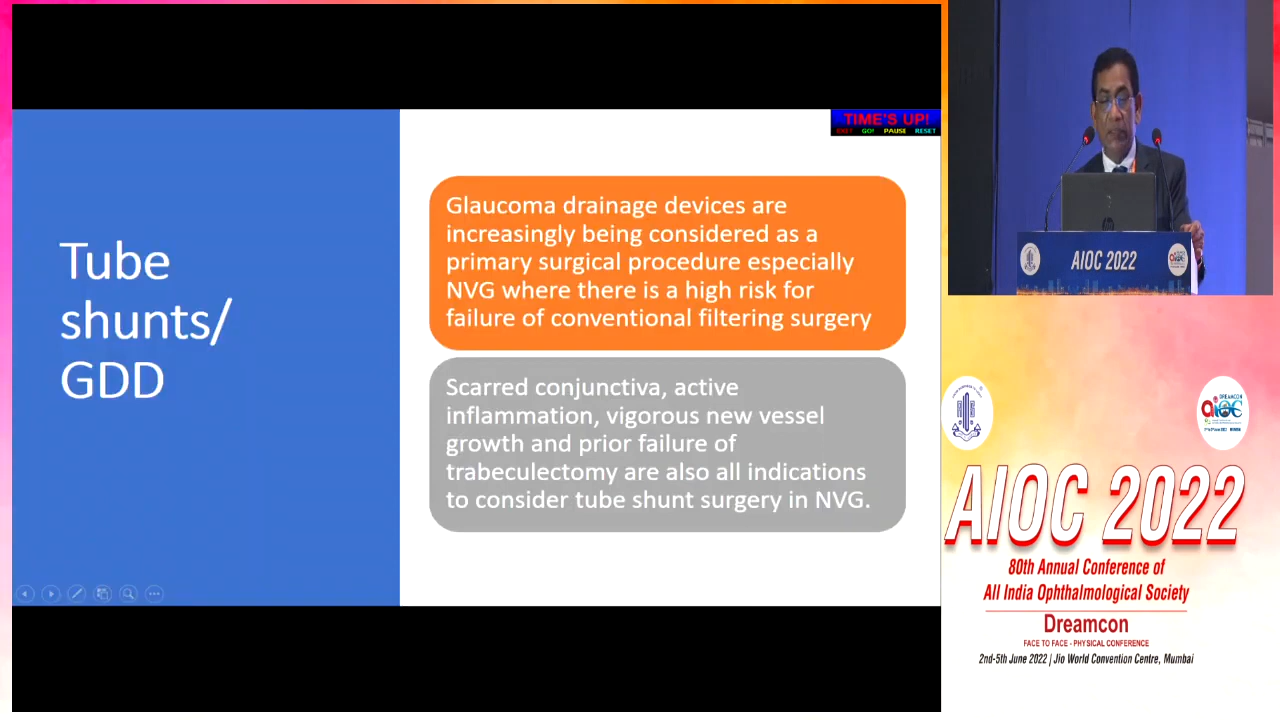 Tube
shunts/
GDD
TIME'S UP!
GO! PAUSE RESET
Glaucoma drainage devices are
increasingly being considered as a
primary surgical procedure especially
NVG where there is a high risk for
failure of conventional filtering surgery
Scarred conjunctiva, active
inflammation, vigorous new vessel
growth and prior failure of
trabeculectomy are also all indications
to consider tube shunt surgery in NVG.
AIOC 2022
DREAMCON
aioc
AIOC 2022
80th Annual Conference of
All India Ophthalmological Society
Dreamcon
FACE TO FACE - PHYSICAL CONFERENCE
2nd-5th June 2022 | Jio World Convention Centre, Mumbai